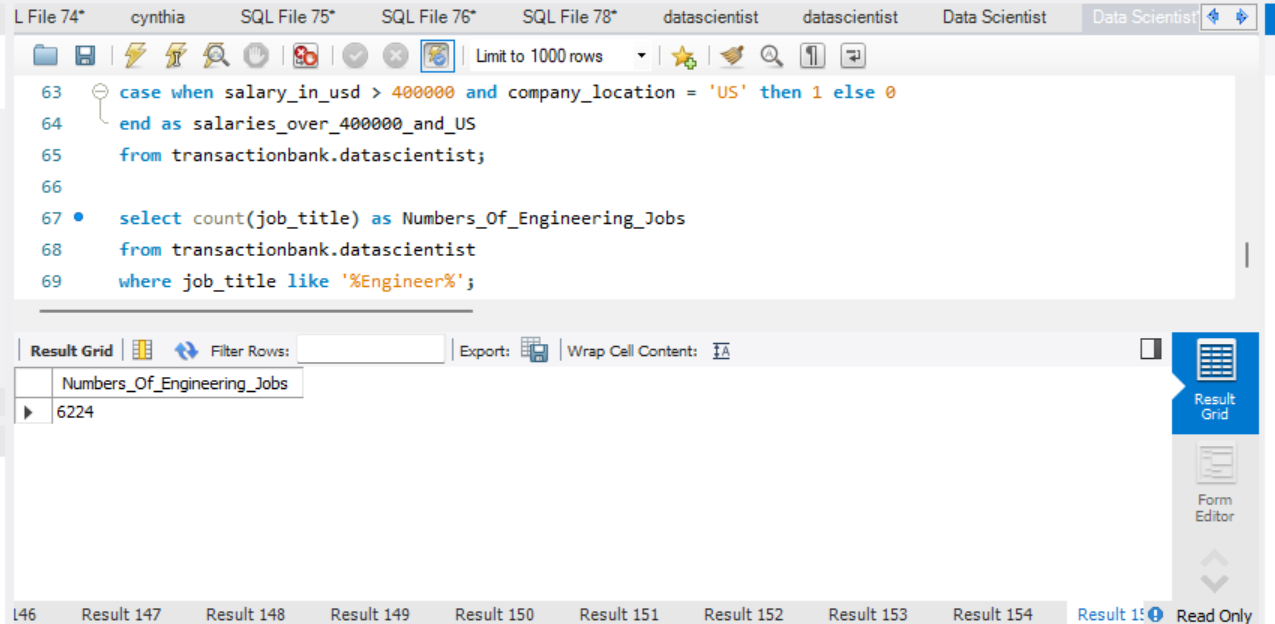 L File 74* cynthia SQL File 75* SQL File 76* SQL File 78* datascientist datascientist Data Scientist Data Scientist*
Limit to 1000 rows
63 case when salary_in_usd > 400000 and company_location = 'US' then 1 else 0
64 end as salaries_over_400000_and_US
65 from transactionbank.datascientist;
66
67 select count(job_title) as Numbers_Of_Engineering_Jobs
68 from transactionbank.datascientist
69 where job_title like '%Engineer%';
Result Grid Filter Rows: Export: Wrap Cell Content: IA
Numbers_Of_Engineering_Jobs
6224
Result
Grid
Form
Editor
146 Result 147 Result 148 Result 149 Result 150 Result 151 Result 152 Result 153 Result 154 Result 15 Read Only